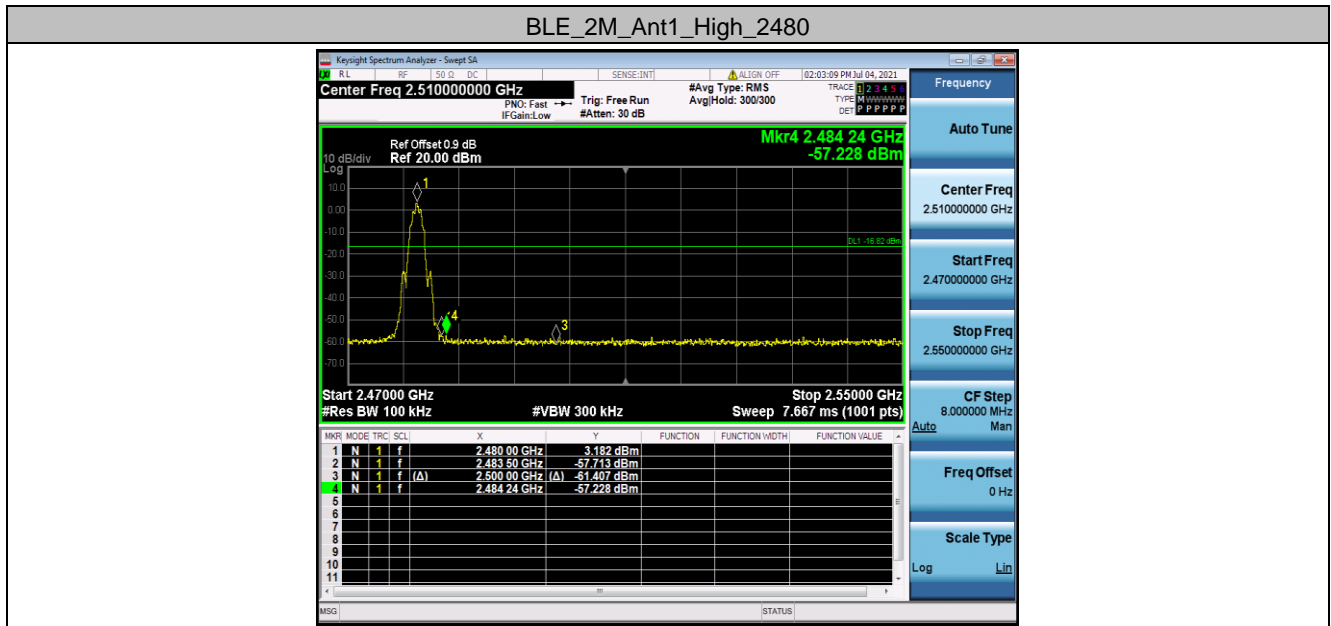 BLE_2M_Ant1_High_2480
Keysight Spectrum Analyzer - Swept SA
RL RF 50 Ω DC SENSE:INT ALIGN OFF 02:03:09 PM Jul 04, 2021
Center Freq 2.510000000 GHz
PNO: Fast
IFGain:Low
Trig: Free Run
#Atten: 30 dB
#Avg Type: RMS
Avg|Hold: 300/300
TRACE 1 2 3 4 5 6
TYPE M W W W W W
DET P P P P P P
Ref Offset 0.9 dB
10 dB/div Ref 20.00 dBm
Log
Mkr4 2.484 24 GHz
-57.228 dBm
10.0
0.00
-10.0
-20.0
-30.0
-40.0
-50.0
-60.0
-70.0
1
4
3
DL1 -16.82 dBm
Start 2.47000 GHz Stop 2.55000 GHz
#Res BW 100 kHz #VBW 300 kHz Sweep 7.667 ms (1001 pts)
MKR MODE TRC SCL X Y FUNCTION FUNCTION WIDTH FUNCTION VALUE
1 N 1 f 2.480 00 GHz 3.182 dBm
2 N 1 f 2.483 50 GHz -57.713 dBm
3 N 1 f (Δ) 2.500 00 GHz (Δ) -61.407 dBm
4 N 1 f 2.484 24 GHz -57.228 dBm
5
6
7
8
9
10
11
MSG STATUS
Frequency
Auto Tune
Center Freq
2.510000000 GHz
Start Freq
2.470000000 GHz
Stop Freq
2.550000000 GHz
CF Step
8.000000 MHz
Auto Man
Freq Offset
0 Hz
Scale Type
Log Lin